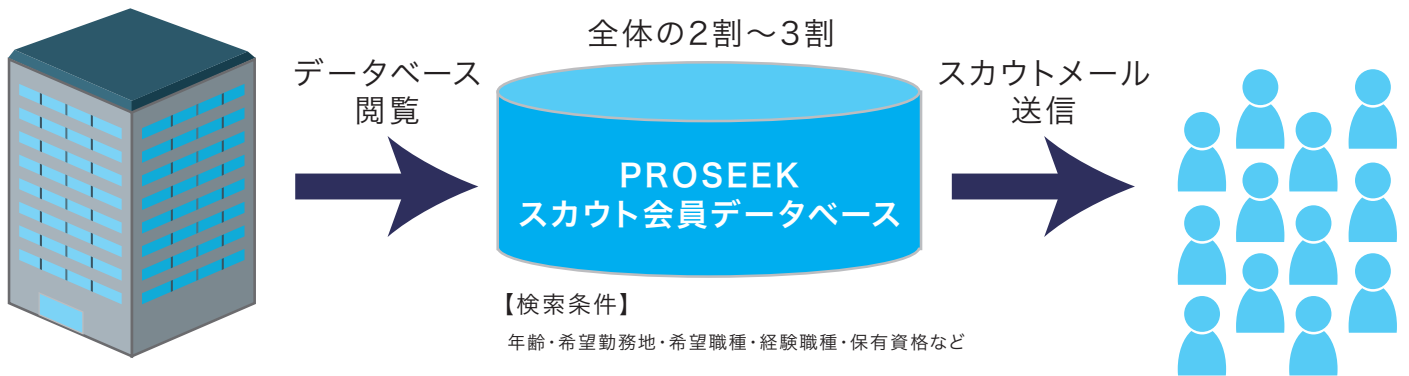 全体の2割～3割
データベース
閲覧
スカウトメール
送信
PROSEEK
スカウト会員データベース
【検索条件】
年齢・希望勤務地・希望職種・経験職種・保有資格など